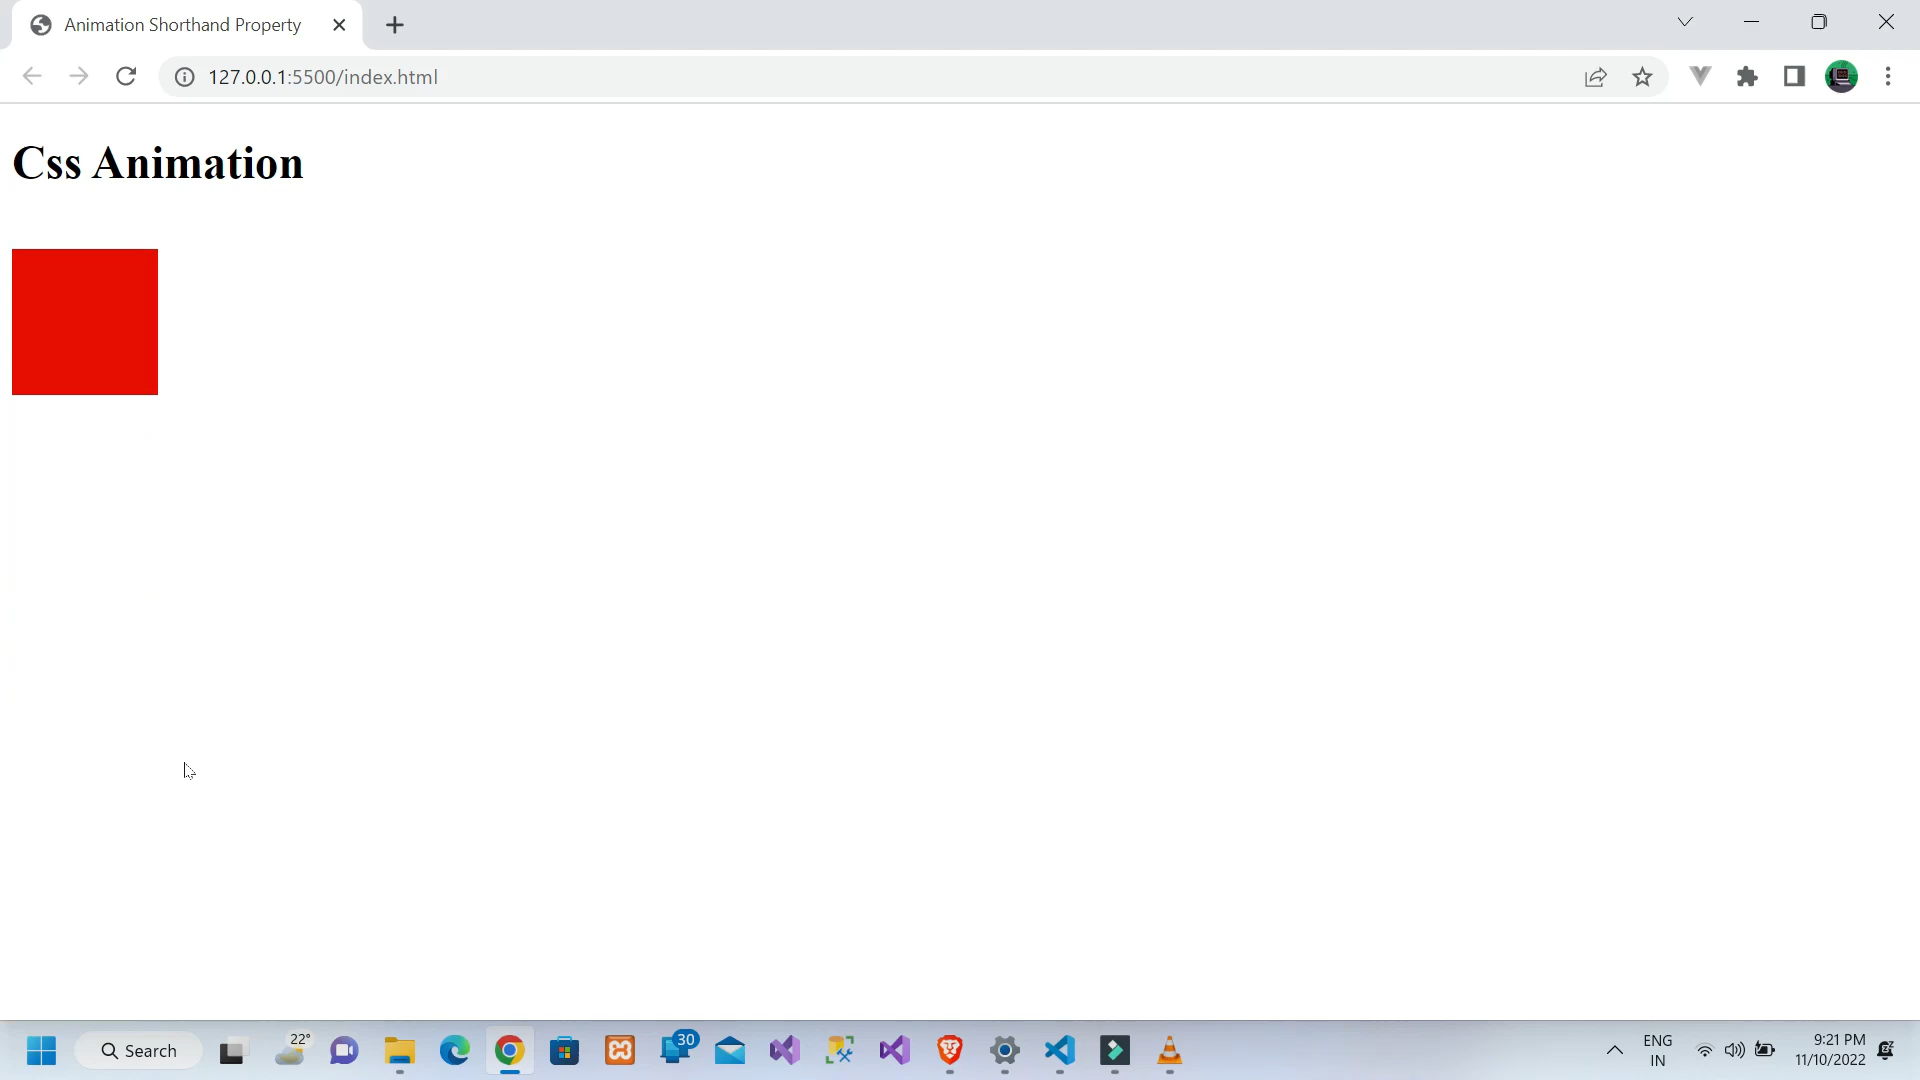 Animation Shorthand Property
127.0.0.1:5500/index.html
Css Animation
Search
22°
30
ENG
IN
9:21 PM
11/10/2022